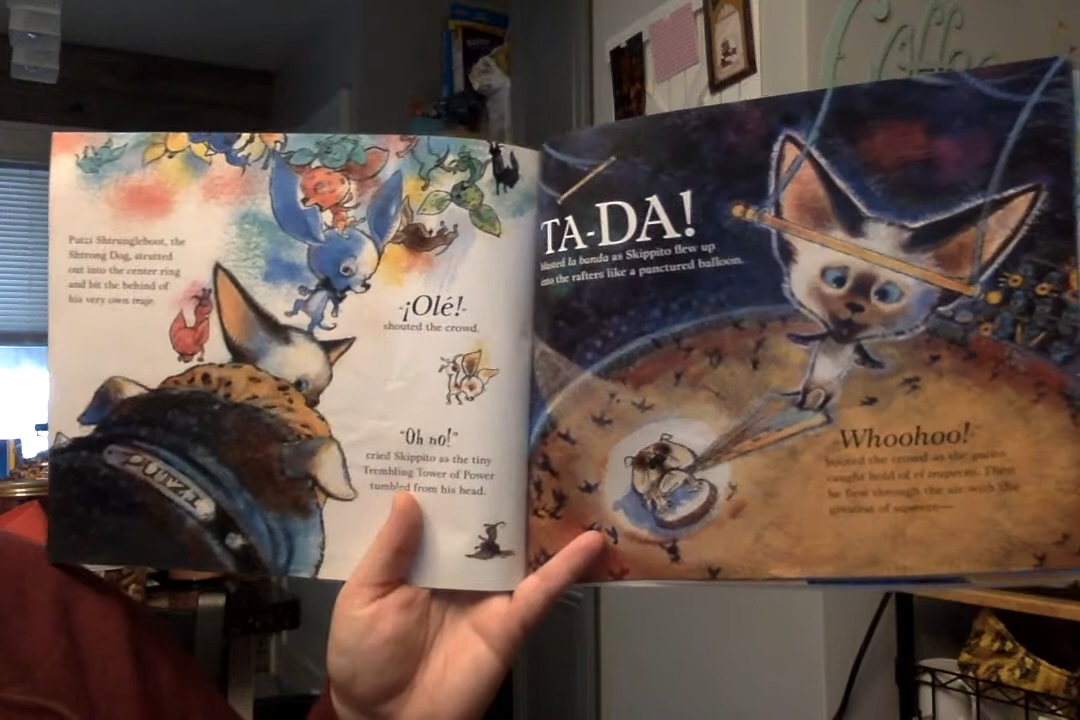 Putzi Shtrungleboot, the
Shtrong Dog, strutted
out into the center ring
and bit the behind of
his very own traje.
-¡Olé!-
shouted the crowd.
"Oh no!"
cried Skippito as the tiny
Trembling Tower of Power
tumbled from his head.
PUTZI
TA-DA!
blasted la banda as Skippito flew up
into the rafters like a punctured balloon.
-Whoohoo!-
hooted the crowd as the gatito
caught hold of el trapecio. Then
he flew through the air with the
greatest of squeeze—
Coffee